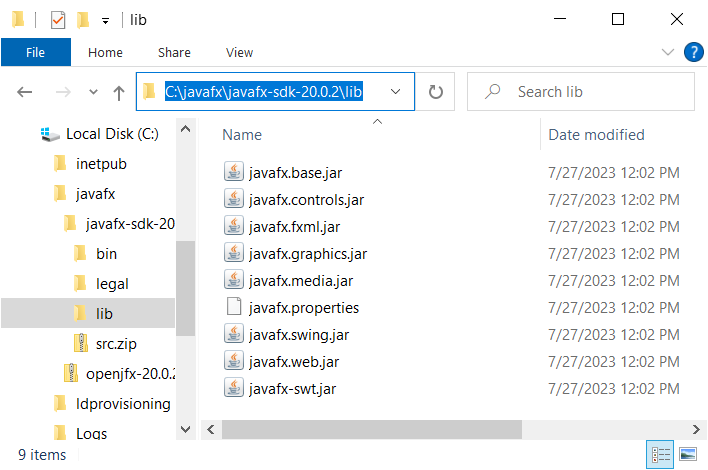 lib
File Home Share View
?
C:\javafx\javafx-sdk-20.0.2\lib
Search lib
Local Disk (C:)
inetpub
javafx
javafx-sdk-20
bin
legal
lib
src.zip
openjfx-20.0.2
ldprovisioning
Logs
Name Date modified
javafx.base.jar 7/27/2023 12:02 PM
javafx.controls.jar 7/27/2023 12:02 PM
javafx.fxml.jar 7/27/2023 12:02 PM
javafx.graphics.jar 7/27/2023 12:02 PM
javafx.media.jar 7/27/2023 12:02 PM
javafx.properties 7/27/2023 12:02 PM
javafx.swing.jar 7/27/2023 12:02 PM
javafx.web.jar 7/27/2023 12:02 PM
javafx-swt.jar 7/27/2023 12:02 PM
9 items